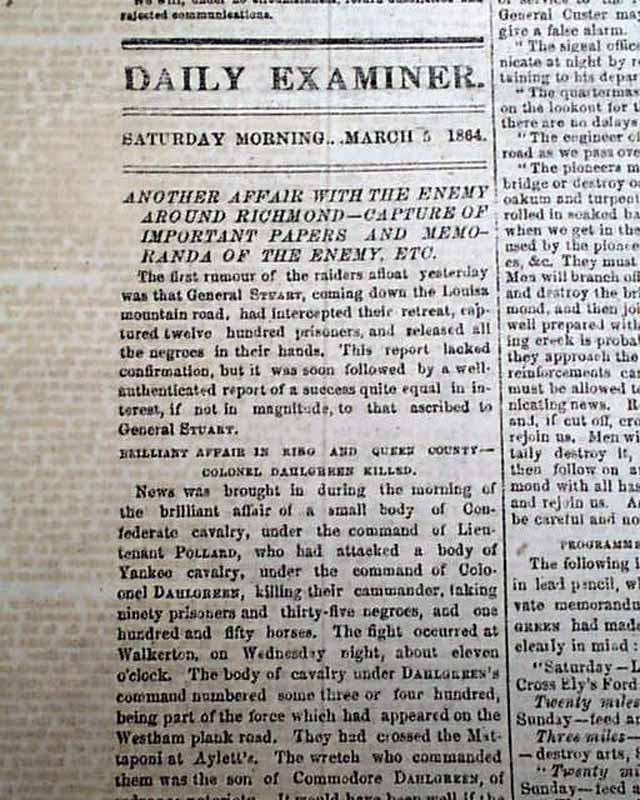 rejected communications.
DAILY EXAMINER.
SATURDAY MORNING...MARCH 5 1864.
ANOTHER AFFAIR WITH THE ENEMY
AROUND RICHMOND—CAPTURE OF
IMPORTANT PAPERS AND MEMO-
RANDA OF THE ENEMY, ETC.
The first rumour of the raiders afloat yesterday
was that General STUART, coming down the Louisa
mountain road, had intercepted their retreat, cap-
tured twelve hundred prisoners, and released all
the negroes in their hands. This report lacked
confirmation, but it was soon followed by a well-
authenticated report of a success quite equal in in-
terest, if not in magnitude, to that ascribed to
General STUART.
BRILLIANT AFFAIR IN KING AND QUEEN COUNTY—
COLONEL DAHLGREEN KILLED.
News was brought in during the morning of
the brilliant affair of a small body of Con-
federate cavalry, under the command of Lieu-
tenant POLLARD, who had attacked a body of
Yankee cavalry, under the command of Colo-
onel DAHLGREEN, killing their cammander, taking
ninety prisoners and thirty-five negroes, and one
hundred and fifty horses. The fight occurred at
Walkerton, on Wednesday night, about eleven
o'clock. The body of cavalry under DAHLGREEN'S
command numbered some three or four hundred,
being part of the force which had appeared on the
Westham plank road. They had crossed the Mat-
taponi at Aylett's. The wretch who commanded
them was the son of Commodore DAHLGREEN, of
General Custer may
give a false alarm.
"The signal office
nicate at night by r
taining to his depar
"The quartermas
on the lookout for t
there are no delays
"The engineer o
road as we pass ove
"The pioneers m
bridge or destroy o
oakum and turpent
rolled in soaked ba
when we get in the
used by the pionee
es, &c. They must
Men will branch off
and destroy the bri
mond, and then joi
well prepared with
ing creek is probab
they approach the
reinforcements ca
must be allowed t
nicating news. R
and, if cut off, cro
rejoin us. Men wi
tally destroy it,
then follow on a
mond with all has
and rejoin us. A
be careful and no
PROGRAMME
The following i
in lead pencil, w
vate memorand
GREEN had made
clearly in mind:
"Saturday—L
Cross Ely's Ford
Twenty miles
Sunday—feed a
Three miles—
—destroy arts, 8
"Twenty mi
Sunday—feed a